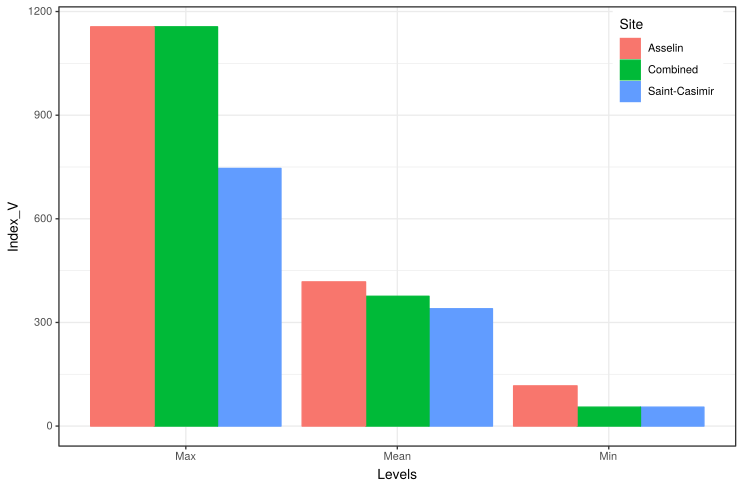 1200
900
600
300
0
Index_V
Site
Asselin
Combined
Saint-Casimir
Max
Mean
Min
Levels